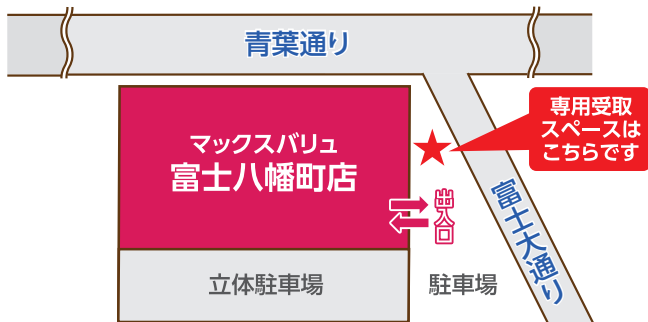 青葉通り
マックスバリュ
富士八幡町店
専用受取
スペースは
こちらです
出入口
富士大通り
立体駐車場
駐車場